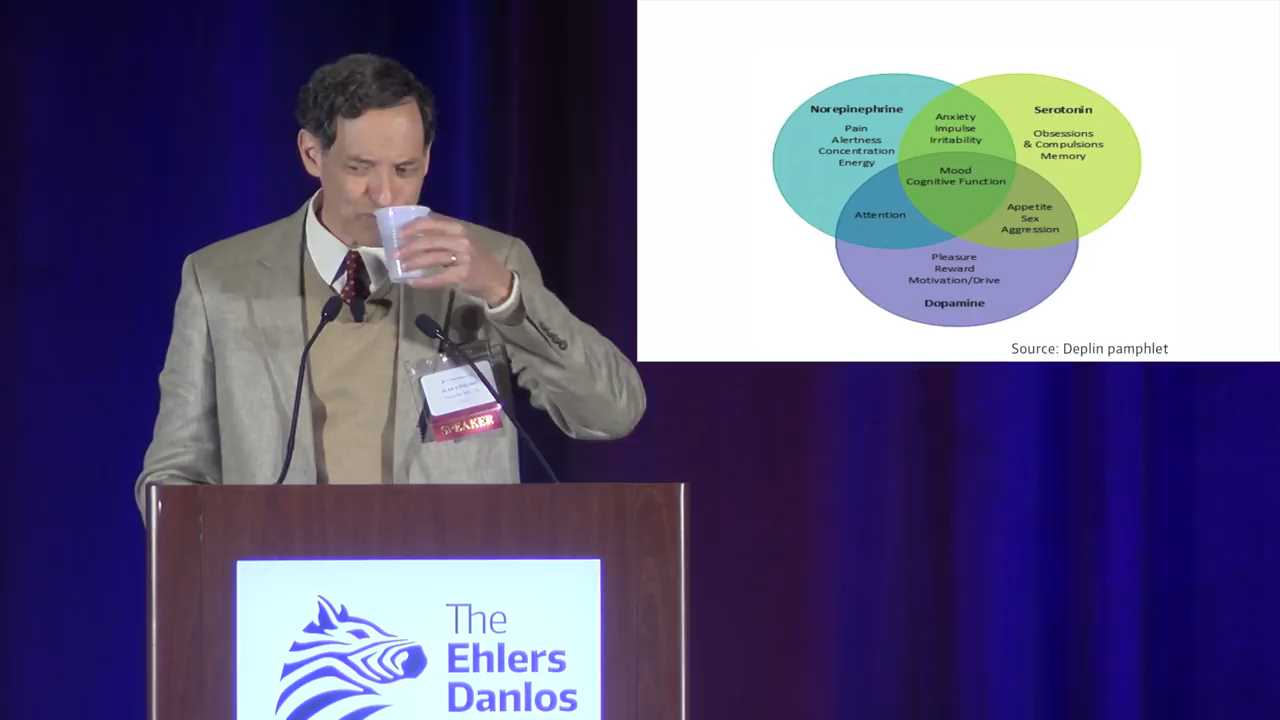 Norepinephrine
Pain
Alertness
Concentration
Energy
Anxiety
Impulse
Irritability
Serotonin
Obsessions
& Compulsions
Memory
Mood
Cognitive Function
Attention
Appetite
Sex
Aggression
Pleasure
Reward
Motivation/Drive
Dopamine
Source: Deplin pamphlet
SPEAKER
The
Ehlers
Danlos